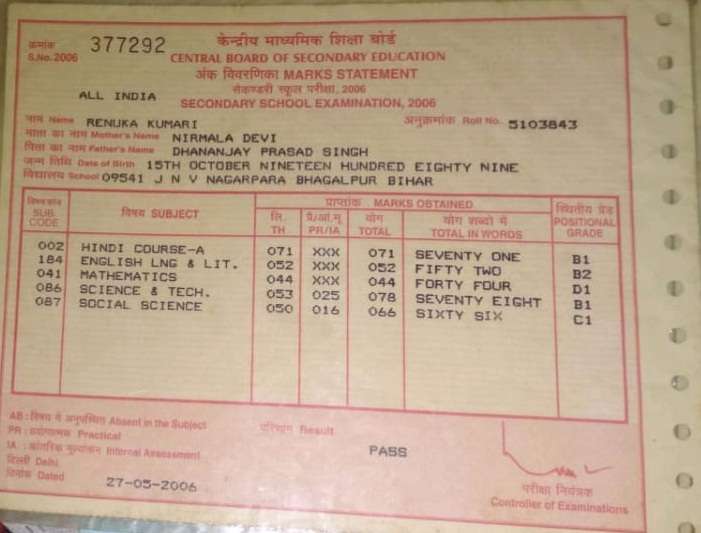 केन्द्रीय माध्यमिक शिक्षा बोर्ड
क्रमांक 377292
S.No. 2006 CENTRAL BOARD OF SECONDARY EDUCATION
अंक विवरणिका MARKS STATEMENT
सेकण्डरी स्कूल परीक्षा, 2006
ALL INDIA SECONDARY SCHOOL EXAMINATION, 2006
नाम Name RENUKA KUMARI अनुक्रमांक Roll No. 5103843
माता का नाम Mother's Name NIRMALA DEVI
पिता का नाम Father's Name DHANANJAY PRASAD SINGH
जन्म तिथि Date of Birth 15TH OCTOBER NINETEEN HUNDRED EIGHTY NINE
विद्यालय School 09541 J N V NAGARPARA BHAGALPUR BIHAR
प्राप्तांक MARKS OBTAINED
SUB. CODE विषय SUBJECT लि. TH प्रै/आं.मू. PR/IA योग TOTAL योग शब्दों में TOTAL IN WORDS स्थितीय ग्रेड POSITIONAL GRADE
002 HINDI COURSE-A 071 XXX 071 SEVENTY ONE B1
184 ENGLISH LNG & LIT. 052 XXX 052 FIFTY TWO B2
041 MATHEMATICS 044 XXX 044 FORTY FOUR D1
086 SCIENCE & TECH. 053 025 078 SEVENTY EIGHT B1
087 SOCIAL SCIENCE 050 016 066 SIXTY SIX C1
AB : विषय में अनुपस्थित Absent in the Subject
PR : प्रयोगात्मक Practical परिणाम Result
IA : आंतरिक मूल्यांकन Internal Assessment PASS
दिल्ली Delhi
दिनांक Dated 27-05-2006
परीक्षा नियंत्रक
Controller of Examinations